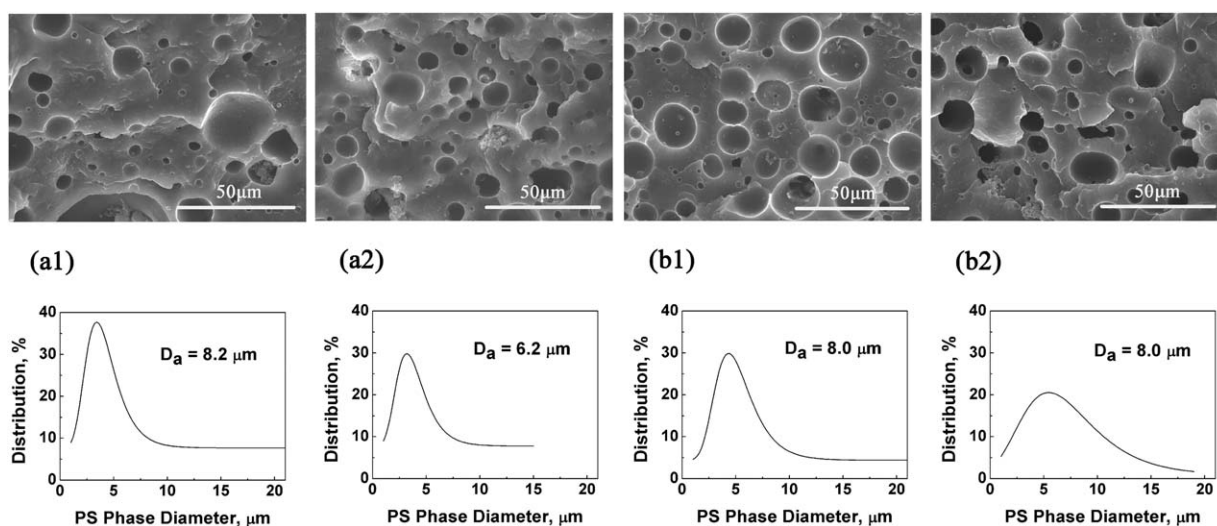 50μm 50μm 50μm 50μm
(a1) (a2) (b1) (b2)
40
30
20
10
0
Distribution, %
Da = 8.2 μm
0 5 10 15 20
PS Phase Diameter, μm
40
30
20
10
0
Distribution, %
Da = 6.2 μm
0 5 10 15 20
PS Phase Diameter, μm
40
30
20
10
0
Distribution, %
Da = 8.0 μm
0 5 10 15 20
PS Phase Diameter, μm
40
30
20
10
0
Distribution, %
Da = 8.0 μm
0 5 10 15 20
PS Phase Diameter, μm